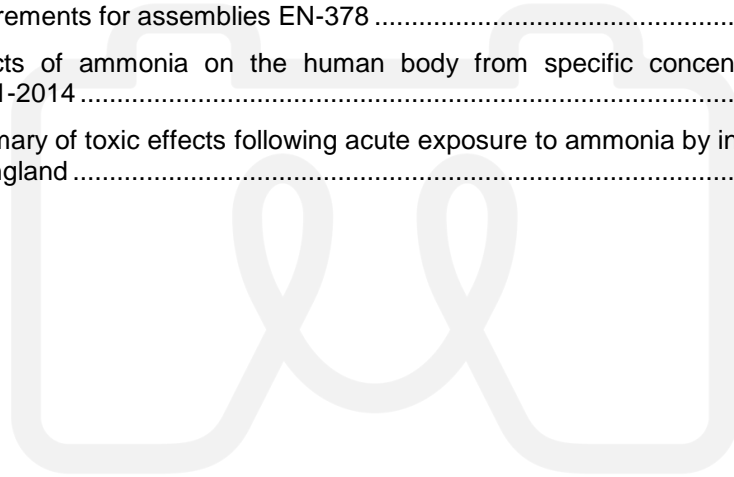 rements for assemblies EN-378 ..........................................................
cts of ammonia on the human body from specific concen
1-2014 ....................................................................................................
mary of toxic effects following acute exposure to ammonia by in
ngland .....................................................................................................